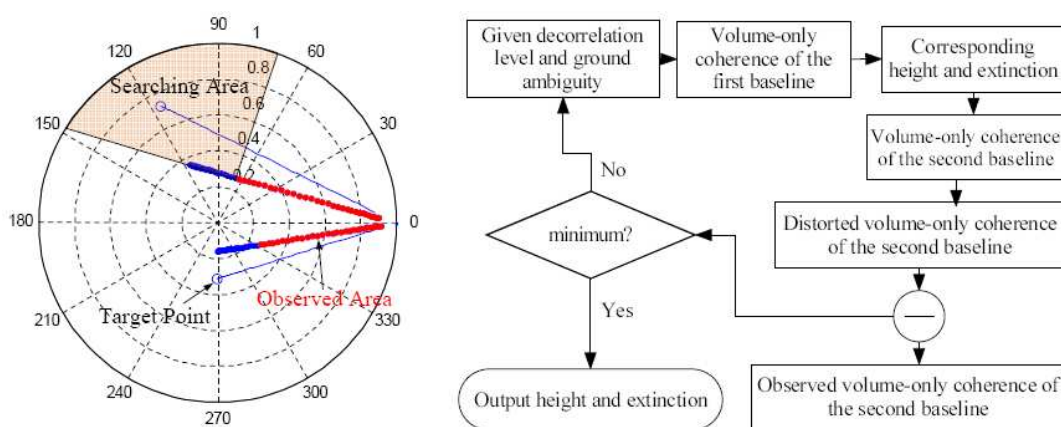 90
120
1
60
0.8
Searching Area
0.6
150
30
0.4
0.2
180
0
Target Point
Observed Area
210
330
240
300
270
Given decorrelation
level and ground
ambiguity
Volume-only
coherence of the
first baseline
Corresponding
height and extinction
Volume-only coherence
of the second baseline
Distorted volume-only coherence
of the second baseline
No
minimum?
Yes
Output height and extinction
Observed volume-only coherence of
the second baseline